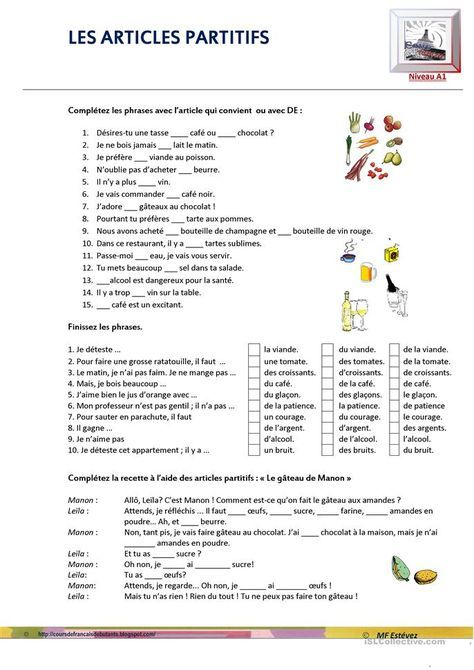 LES ARTICLES PARTITIFS
Niveau A1
Complétez les phrases avec l'article qui convient ou avec DE :
1. Désires-tu une tasse ____ café ou ____ chocolat ?
2. Je ne bois jamais ___ lait le matin.
3. Je préfère ___ viande au poisson.
4. N'oublie pas d'acheter ___ beurre.
5. Il n'y a plus ____ vin.
6. Je vais commander ____ café noir.
7. J'adore ___ gâteaux au chocolat !
8. Pourtant tu préfères ___ tarte aux pommes.
9. Nous avons acheté ___ bouteille de champagne et ___ bouteille de vin rouge.
10. Dans ce restaurant, il y a ____ tartes sublimes.
11. Passe-moi ___ eau, je vais vous servir.
12. Tu mets beaucoup ___ sel dans ta salade.
13. ___alcool est dangereux pour la santé.
14. Il y a trop ___ vin sur la table.
15. ___ café est un excitant.
Finissez les phrases.
1. Je déteste ... la viande. du viande. de la viande.
2. Pour faire une grosse ratatouille, il faut ... une tomate. des tomates. de la tomate.
3. Le matin, je n'ai pas faim. Je ne mange pas ... des croissants. d'croissants. de croissants.
4. Mais, je bois beaucoup ... du café. de la café. de café.
5. J'aime bien le jus d'orange avec ... du glaçon. des glaçons. le glaçon.
6. Mon professeur n'est pas gentil ; il n'a pas ... de la patience. la patience. de patience.
7. Pour sauter en parachute, il faut un courage. du courage. le courage.
8. Il gagne ... de l'argent. d'argent. des argent.
9. Je n'aime pas d'alcool. l'alcool. de l'alcool.
10. Je déteste cet appartement ; il y a ... un bruit. des bruits. du bruit.
Complétez la recette à l'aide des articles partitifs : « Le gâteau de Manon »
Manon : Allô, Leïla? C'est Manon ! Comment est-ce qu'on fait le gâteau aux amandes ?
Leïla : Attends, je réfléchis ... Il faut ____ œufs, _____ sucre, _____ farine, _____ amandes en
poudre... Ah, et ____ beurre.
Manon : Non, tant pis, je vais faire gâteau au chocolat. J'ai ____ chocolat à la maison, mais je n'ai
_______ amandes en poudre.
Leïla : Et tu as _____ sucre ?
Manon : Oh non, je _____ ai _________ sucre!
Leïla: Tu as ____ œufs?
Manon: Attends, je regarde... Oh non, je ______ ai ______ œufs !
Leïla : Mais tu n'as rien ! Rien du tout ! Tu ne peux pas faire ton gâteau !
© http://coursdefrancaisdebutants.blogspot.com/ © MF Estévez
iSLCollective.com